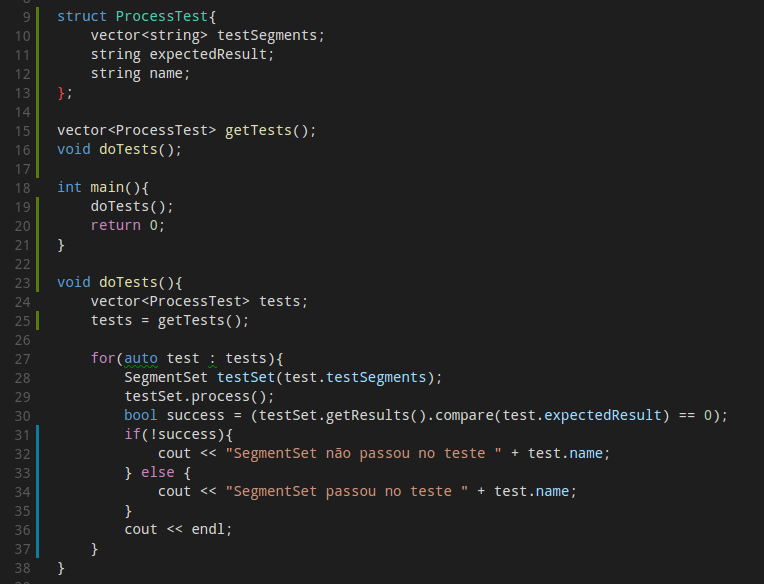 9 struct ProcessTest{
10 vector<string> testSegments;
11 string expectedResult;
12 string name;
13 };
14
15 vector<ProcessTest> getTests();
16 void doTests();
17
18 int main(){
19 doTests();
20 return 0;
21 }
22
23 void doTests(){
24 vector<ProcessTest> tests;
25 tests = getTests();
26
27 for(auto test : tests){
28 SegmentSet testSet(test.testSegments);
29 testSet.process();
30 bool success = (testSet.getResults().compare(test.expectedResult) == 0);
31 if(!success){
32 cout << "SegmentSet não passou no teste " + test.name;
33 } else {
34 cout << "SegmentSet passou no teste " + test.name;
35 }
36 cout << endl;
37 }
38 }